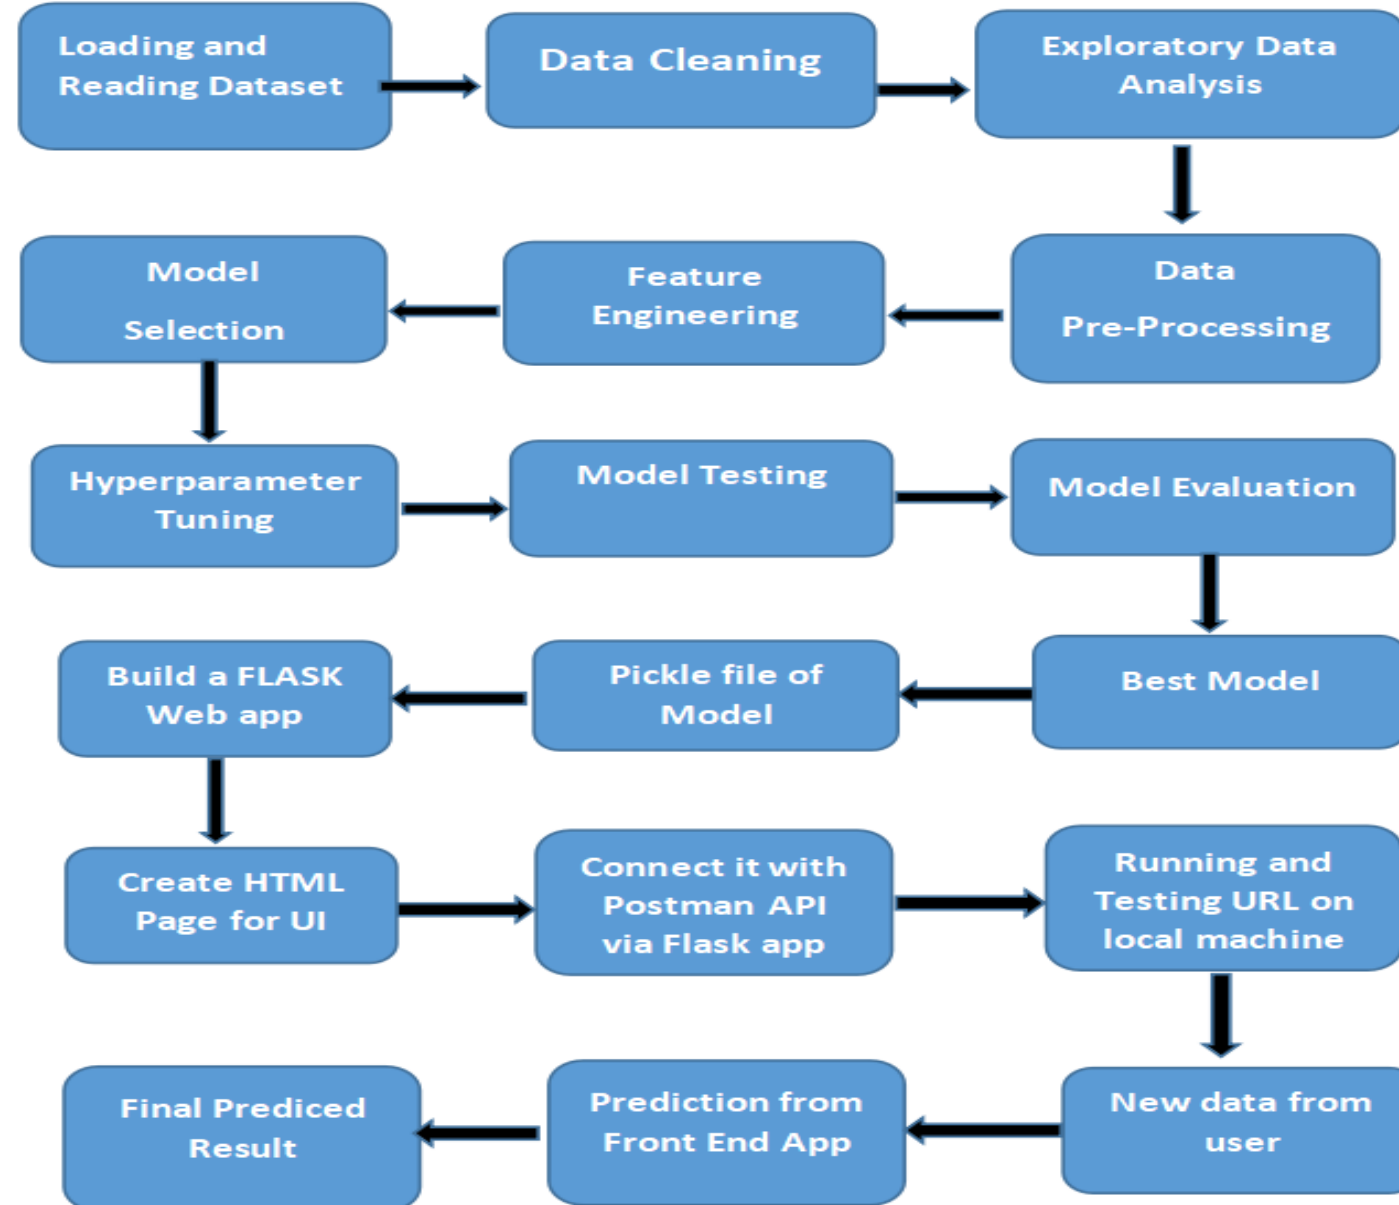 Loading and
Reading Dataset
Data Cleaning
Exploratory Data
Analysis
Data
Pre-Processing
Feature
Engineering
Model
Selection
Hyperparameter
Tuning
Model Testing
Model Evaluation
Best Model
Pickle file of
Model
Build a FLASK
Web app
Create HTML
Page for UI
Connect it with
Postman API
via Flask app
Running and
Testing URL on
local machine
New data from
user
Prediction from
Front End App
Final Prediced
Result